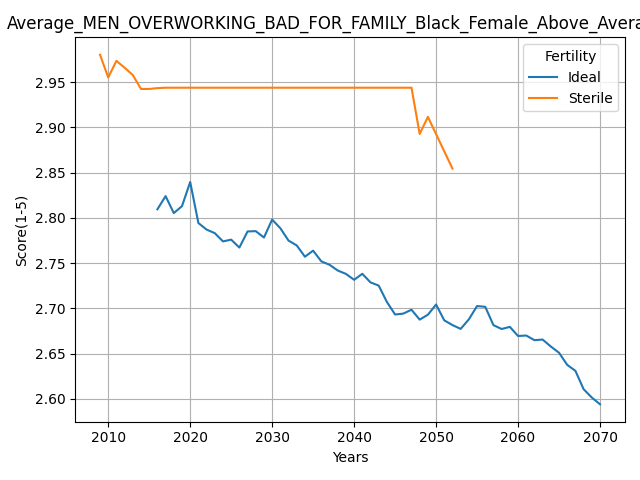 Average_MEN_OVERWORKING_BAD_FOR_FAMILY_Black_Female_Above_Avera
Fertility
Ideal
Sterile
2.95
2.90
2.85
2.80
2.75
2.70
2.65
2.60
Score(1-5)
2010 2020 2030 2040 2050 2060 2070
Years